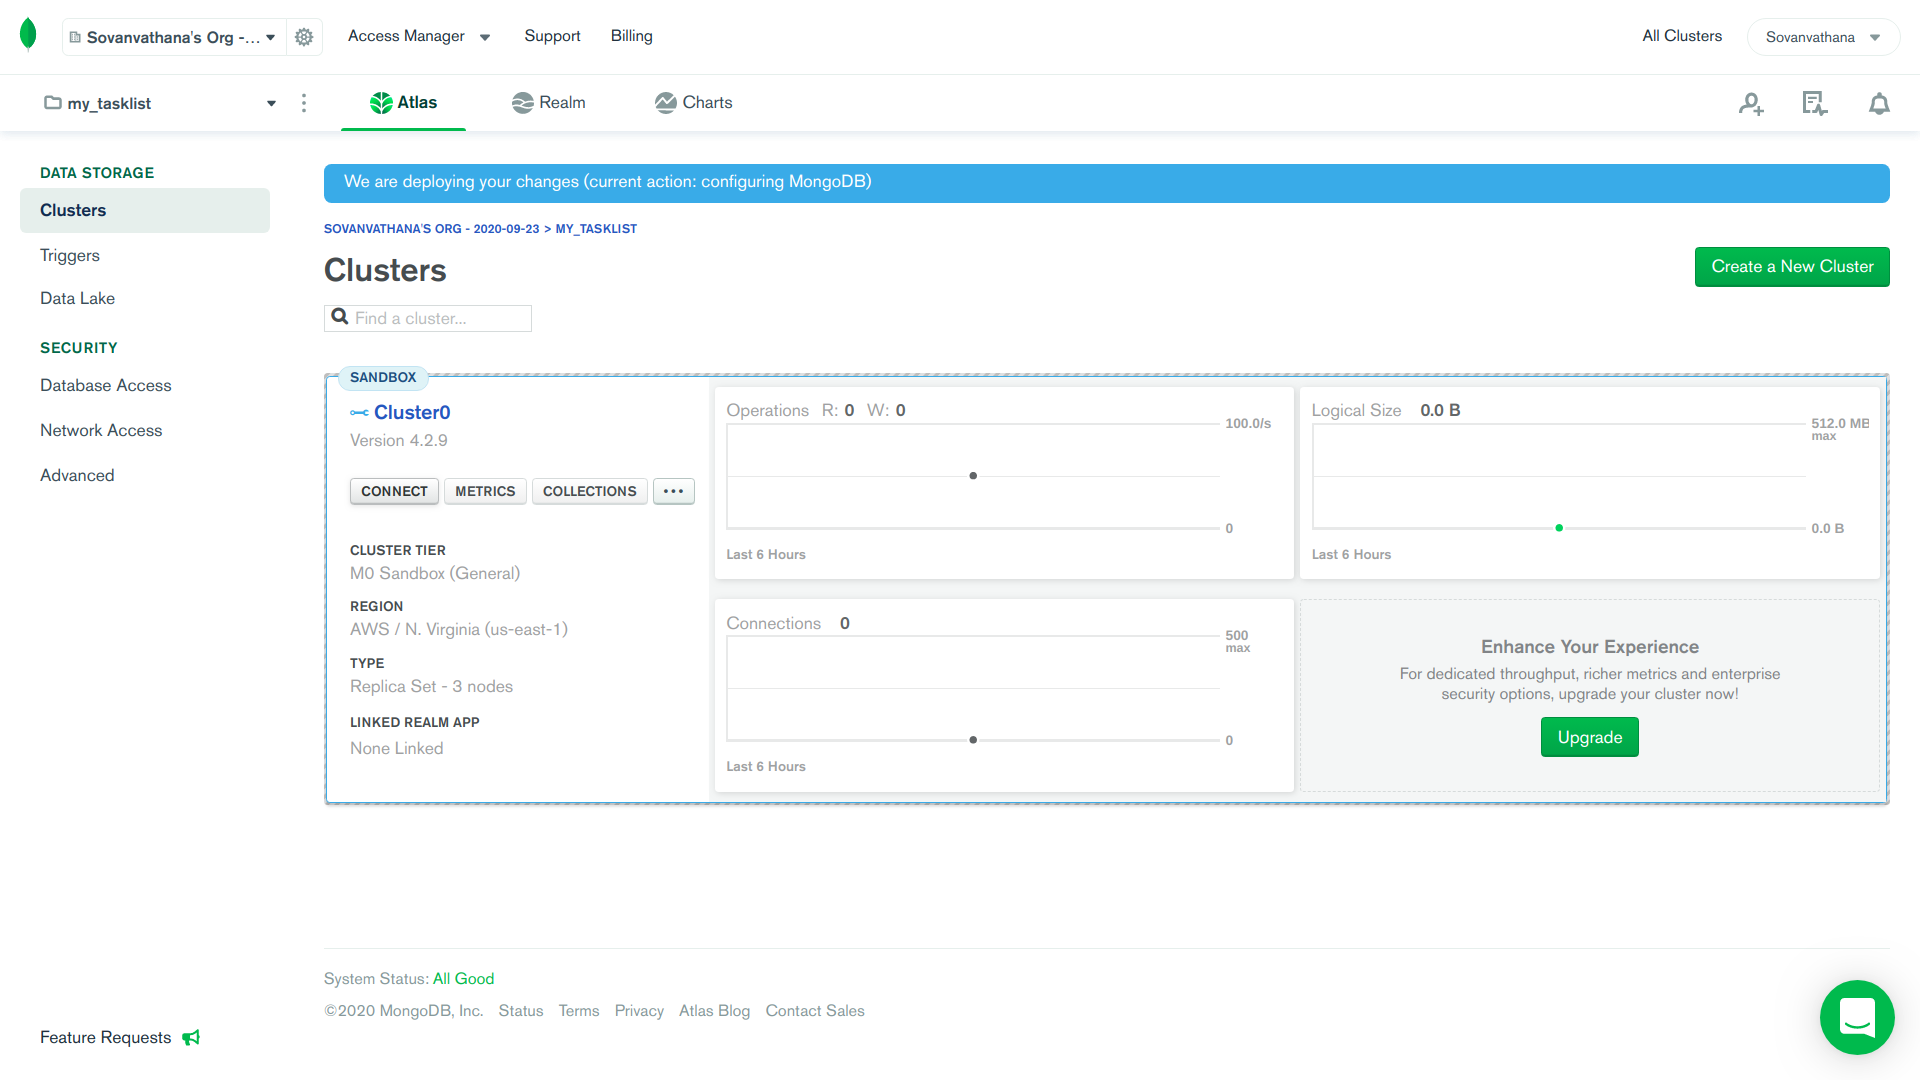 Sovanvathana's Org -...
Access Manager
Support
Billing
All Clusters
Sovanvathana
my_tasklist
Atlas
Realm
Charts
DATA STORAGE
Clusters
Triggers
Data Lake
SECURITY
Database Access
Network Access
Advanced
Feature Requests
We are deploying your changes (current action: configuring MongoDB)
SOVANVATHANA'S ORG - 2020-09-23 > MY_TASKLIST
Clusters
Create a New Cluster
Find a cluster...
SANDBOX
Cluster0
Version 4.2.9
CONNECT
METRICS
COLLECTIONS
...
CLUSTER TIER
M0 Sandbox (General)
REGION
AWS / N. Virginia (us-east-1)
TYPE
Replica Set - 3 nodes
LINKED REALM APP
None Linked
Operations R: 0 W: 0
100.0/s
0
Last 6 Hours
Logical Size 0.0 B
512.0 MB
max
0.0 B
Last 6 Hours
Connections 0
500
max
0
Last 6 Hours
Enhance Your Experience
For dedicated throughput, richer metrics and enterprise
security options, upgrade your cluster now!
Upgrade
System Status: All Good
©2020 MongoDB, Inc. Status Terms Privacy Atlas Blog Contact Sales